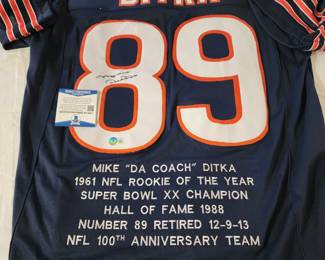 DITKA
89
MIKE "DA COACH" DITKA
1961 NFL ROOKIE OF THE YEAR
SUPER BOWL XX CHAMPION
HALL OF FAME 1988
NUMBER 89 RETIRED 12-9-13
NFL 100TH ANNIVERSARY TEAM